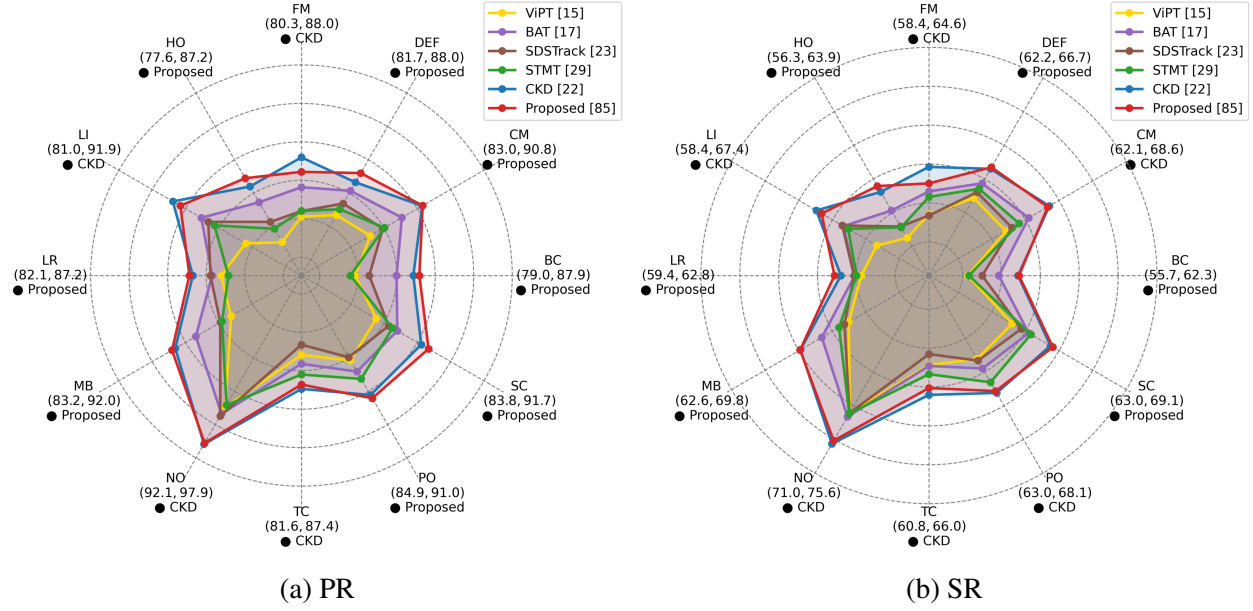 FM
(80.3, 88.0)
● CKD
DEF
(81.7, 88.0)
● Proposed
CM
(83.0, 90.8)
● Proposed
BC
(79.0, 87.9)
● Proposed
SC
(83.8, 91.7)
● Proposed
PO
(84.9, 91.0)
● Proposed
TC
(81.6, 87.4)
● CKD
NO
(92.1, 97.9)
● CKD
MB
(83.2, 92.0)
● Proposed
LR
(82.1, 87.2)
● Proposed
LI
(81.0, 91.9)
● CKD
HO
(77.6, 87.2)
● Proposed
ViPT [15]
BAT [17]
SDSTrack [23]
STMT [29]
CKD [22]
Proposed [85]
(a) PR
FM
(58.4, 64.6)
● CKD
DEF
(62.2, 66.7)
● Proposed
CM
(62.1, 68.6)
● CKD
BC
(55.7, 62.3)
● Proposed
SC
(63.0, 69.1)
● Proposed
PO
(63.0, 68.1)
● CKD
TC
(60.8, 66.0)
● CKD
NO
(71.0, 75.6)
● CKD
MB
(62.6, 69.8)
● Proposed
LR
(59.4, 62.8)
● Proposed
LI
(58.4, 67.4)
● CKD
HO
(56.3, 63.9)
● Proposed
ViPT [15]
BAT [17]
SDSTrack [23]
STMT [29]
CKD [22]
Proposed [85]
(b) SR